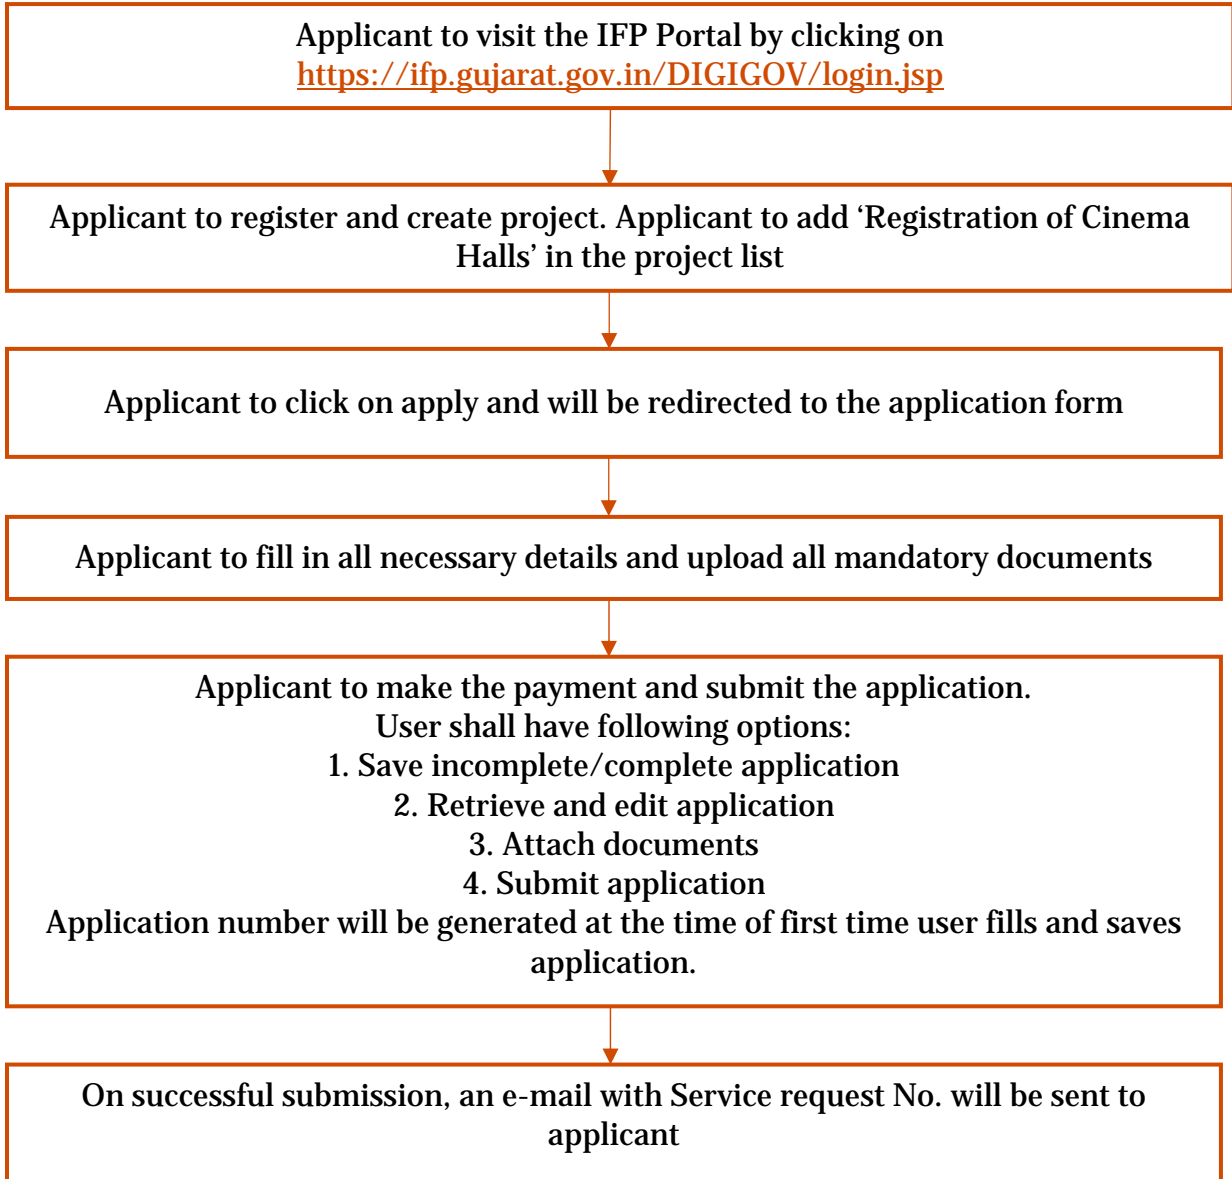 Applicant to visit the IFP Portal by clicking on
https://ifp.gujarat.gov.in/DIGIGOV/login.jsp
Applicant to register and create project. Applicant to add ‘Registration of Cinema
Halls’ in the project list
Applicant to click on apply and will be redirected to the application form
Applicant to fill in all necessary details and upload all mandatory documents
Applicant to make the payment and submit the application.
User shall have following options:
1. Save incomplete/complete application
2. Retrieve and edit application
3. Attach documents
4. Submit application
Application number will be generated at the time of first time user fills and saves
application.
On successful submission, an e-mail with Service request No. will be sent to
applicant